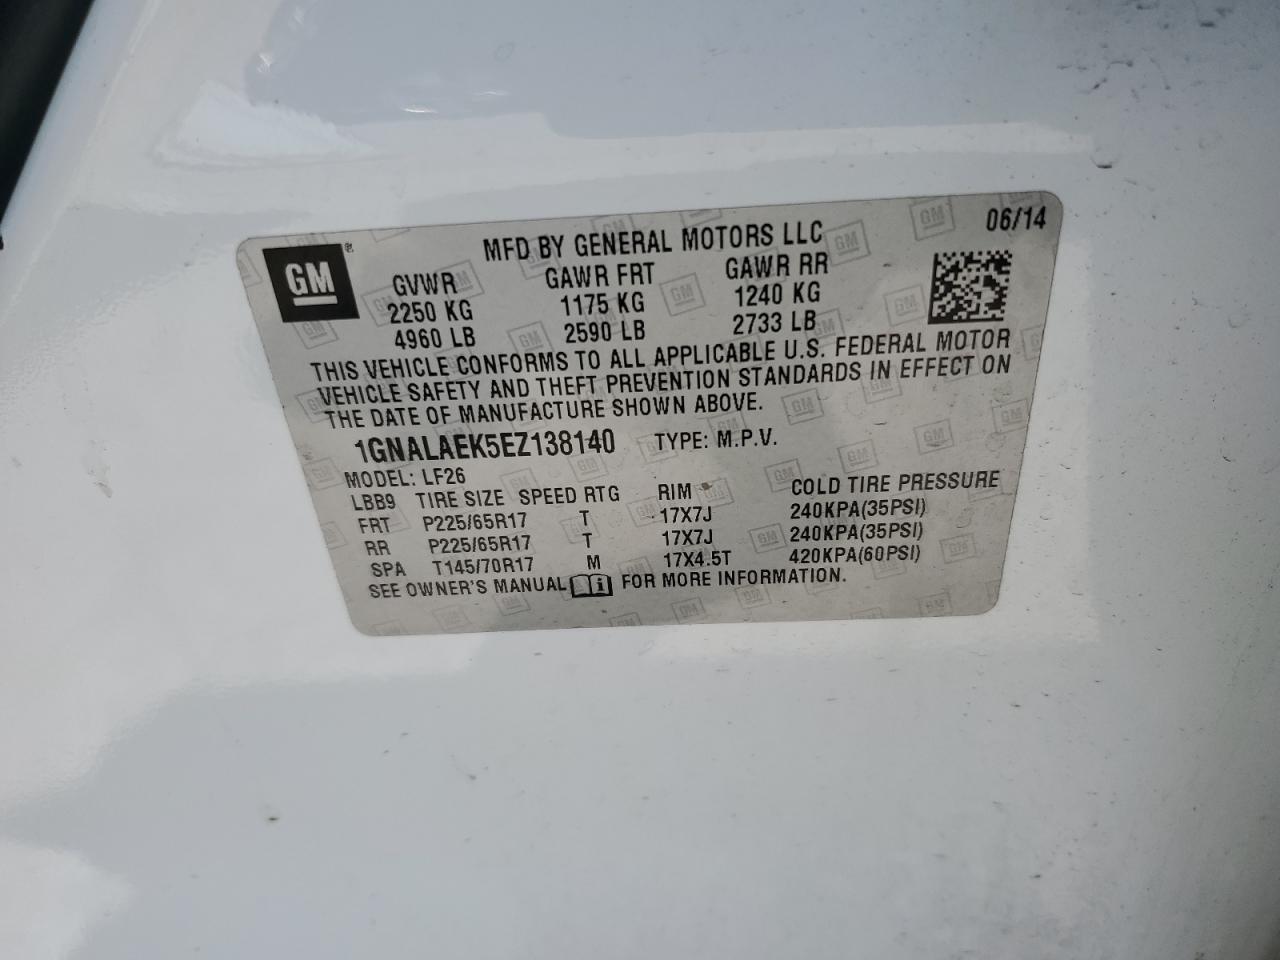 06/14
GM ® MFD BY GENERAL MOTORS LLC
GVWR GAWR FRT GAWR RR
2250 KG 1175 KG 1240 KG
4960 LB 2590 LB 2733 LB
THIS VEHICLE CONFORMS TO ALL APPLICABLE U.S. FEDERAL MOTOR
VEHICLE SAFETY AND THEFT PREVENTION STANDARDS IN EFFECT ON
THE DATE OF MANUFACTURE SHOWN ABOVE.
1GNALAEK5EZ138140 TYPE: M.P.V.
MODEL: LF26
LBB9 TIRE SIZE SPEED RTG RIM COLD TIRE PRESSURE
FRT P225/65R17 T 17X7J 240KPA(35PSI)
RR P225/65R17 T 17X7J 240KPA(35PSI)
SPA T145/70R17 M 17X4.5T 420KPA(60PSI)
SEE OWNER'S MANUAL i FOR MORE INFORMATION.